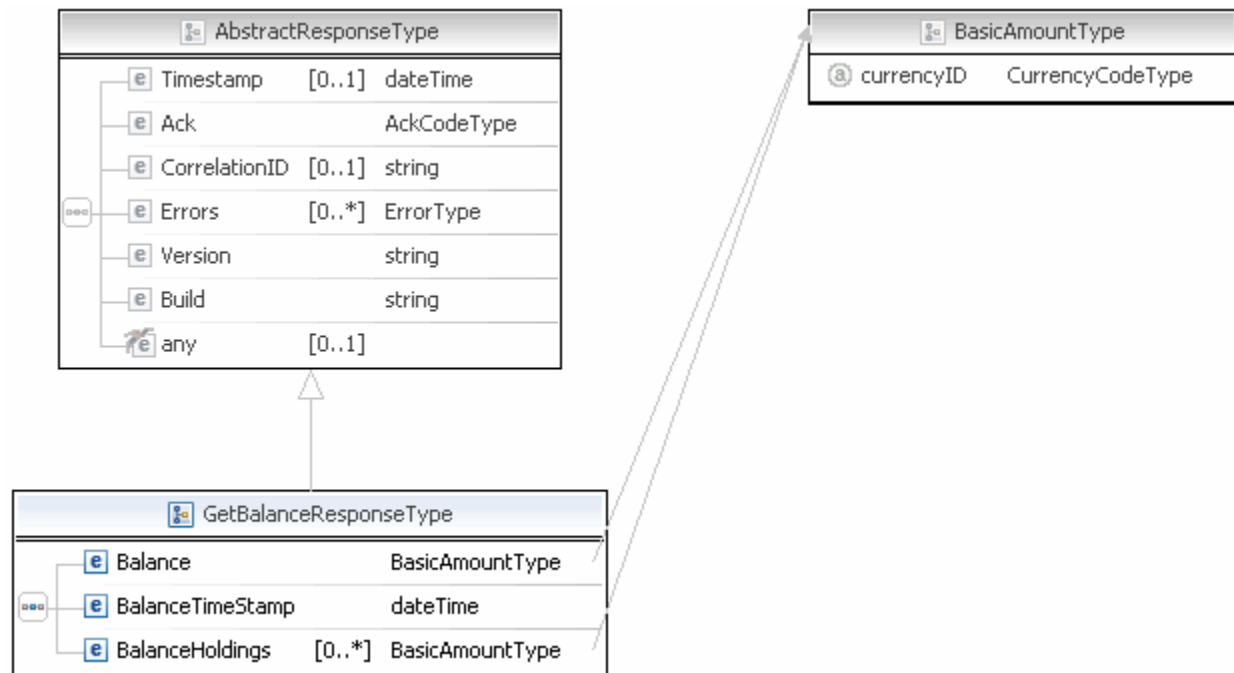 AbstractResponseType
e Timestamp [0..1] dateTime
e Ack AckCodeType
e CorrelationID [0..1] string
e Errors [0..*] ErrorType
e Version string
e Build string
e any [0..1]
BasicAmountType
a currencyID CurrencyCodeType
GetBalanceResponseType
e Balance BasicAmountType
e BalanceTimeStamp dateTime
e BalanceHoldings [0..*] BasicAmountType